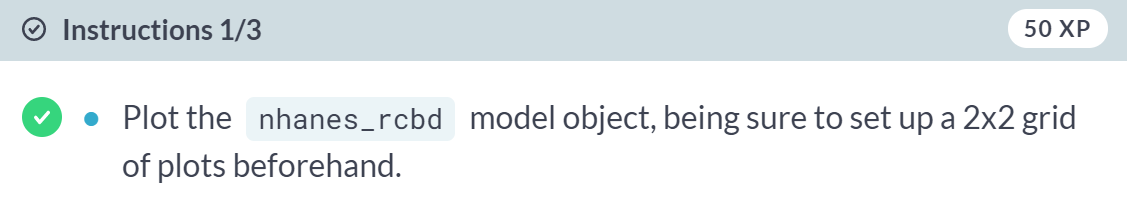 Instructions 1/3
50 XP
Plot the nhanes_rcbd model object, being sure to set up a 2x2 grid
of plots beforehand.